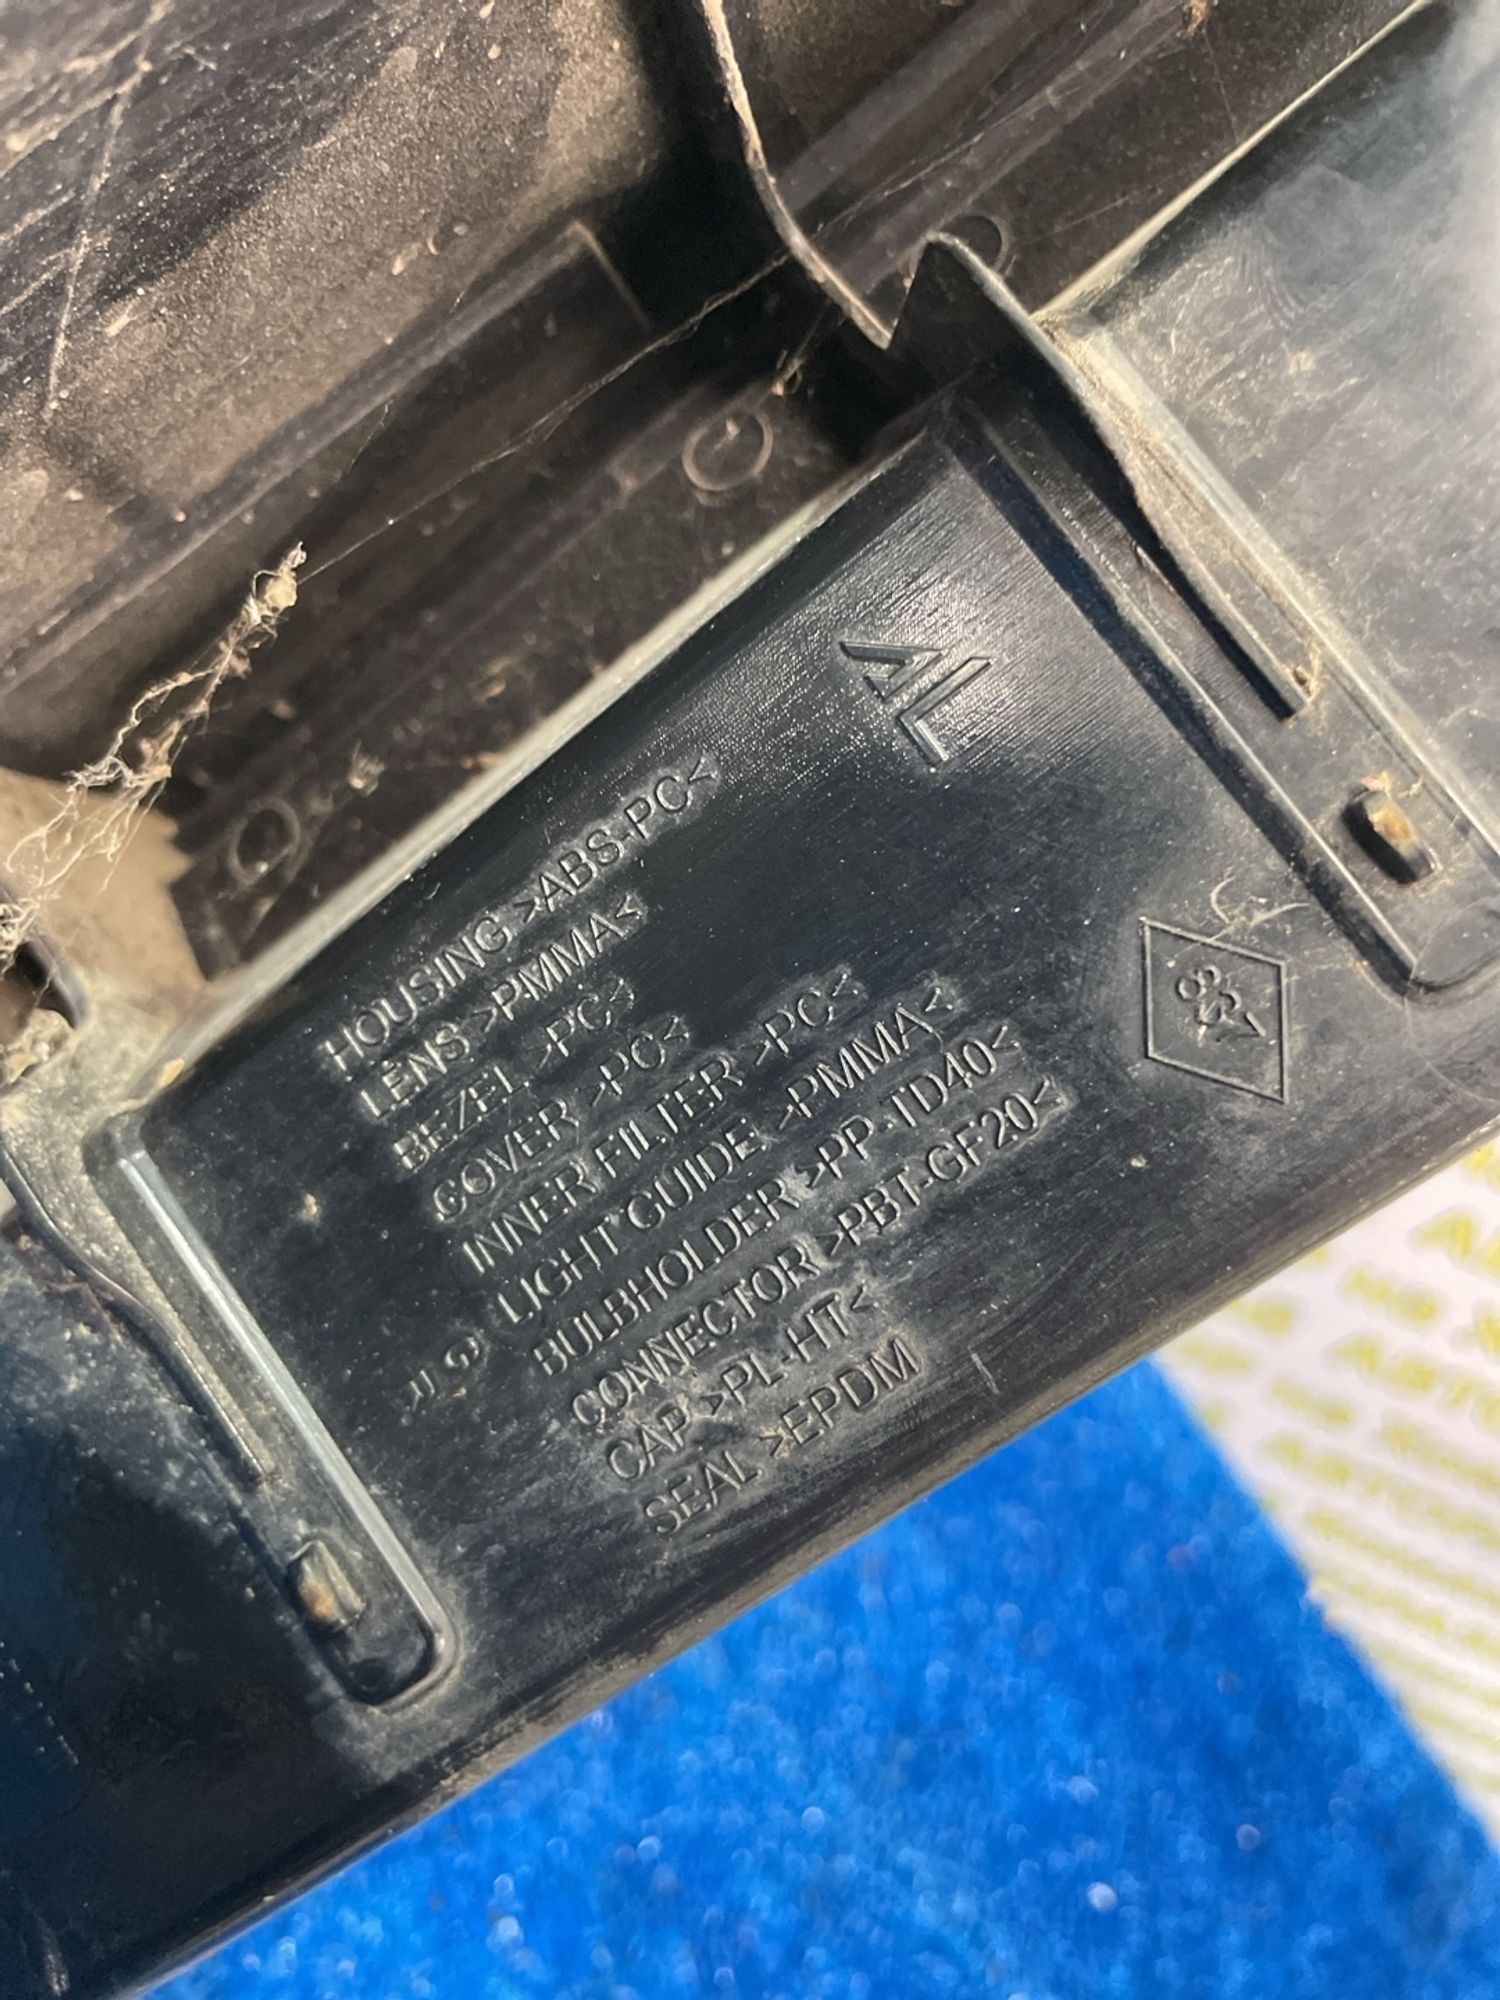 AL
HOUSING >ABS-PC<
LENS >PMMA<
BEZEL >PC<
COVER >PC<
INNER FILTER >PC<
LIGHT GUIDE >PMMA<
BULBHOLDER >PP-TD40<
CONNECTOR >PBT-GF20<
CAP >PL-HT<
SEAL >EPDM